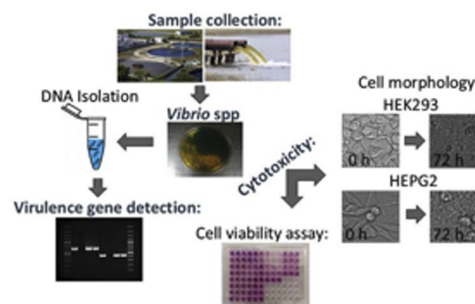 Sample collection:
DNA Isolation
Vibrio spp
Virulence gene detection:
Cytotoxicity:
Cell viability assay:
Cell morphology
HEK293
0 h
72 h
HEPG2
0 h
72 h